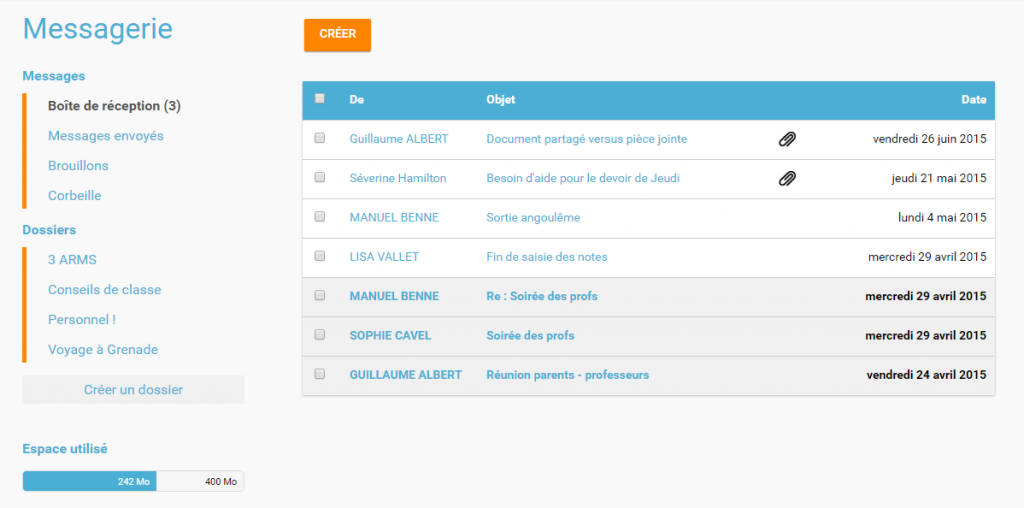 Messagerie
CRÉER
Messages
Boîte de réception (3)
Messages envoyés
Brouillons
Corbeille
Dossiers
3 ARMS
Conseils de classe
Personnel !
Voyage à Grenade
Créer un dossier
Espace utilisé
242 Mo 400 Mo
De Objet Date
Guillaume ALBERT Document partagé versus pièce jointe vendredi 26 juin 2015
Séverine Hamilton Besoin d'aide pour le devoir de Jeudi jeudi 21 mai 2015
MANUEL BENNE Sortie angoulême lundi 4 mai 2015
LISA VALLET Fin de saisie des notes mercredi 29 avril 2015
MANUEL BENNE Re : Soirée des profs mercredi 29 avril 2015
SOPHIE CAVEL Soirée des profs mercredi 29 avril 2015
GUILLAUME ALBERT Réunion parents - professeurs vendredi 24 avril 2015